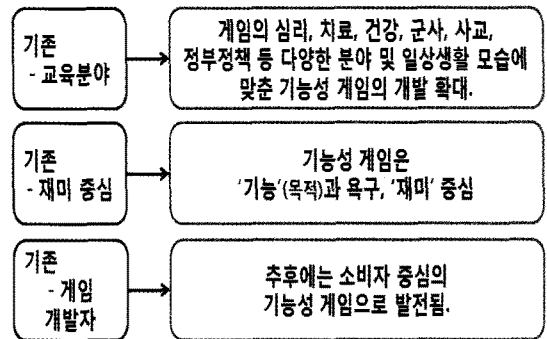 기존
- 교육분야
게임의 심리, 치료, 건강, 군사, 사교,
정부정책 등 다양한 분야 및 일상생활 모습에
맞춘 기능성 게임의 개발 확대.
기존
- 재미 중심
기능성 게임은
'기능'(목적)과 욕구, '재미' 중심
기존
- 게임
개발자
추후에는 소비자 중심의
기능성 게임으로 발전됨.